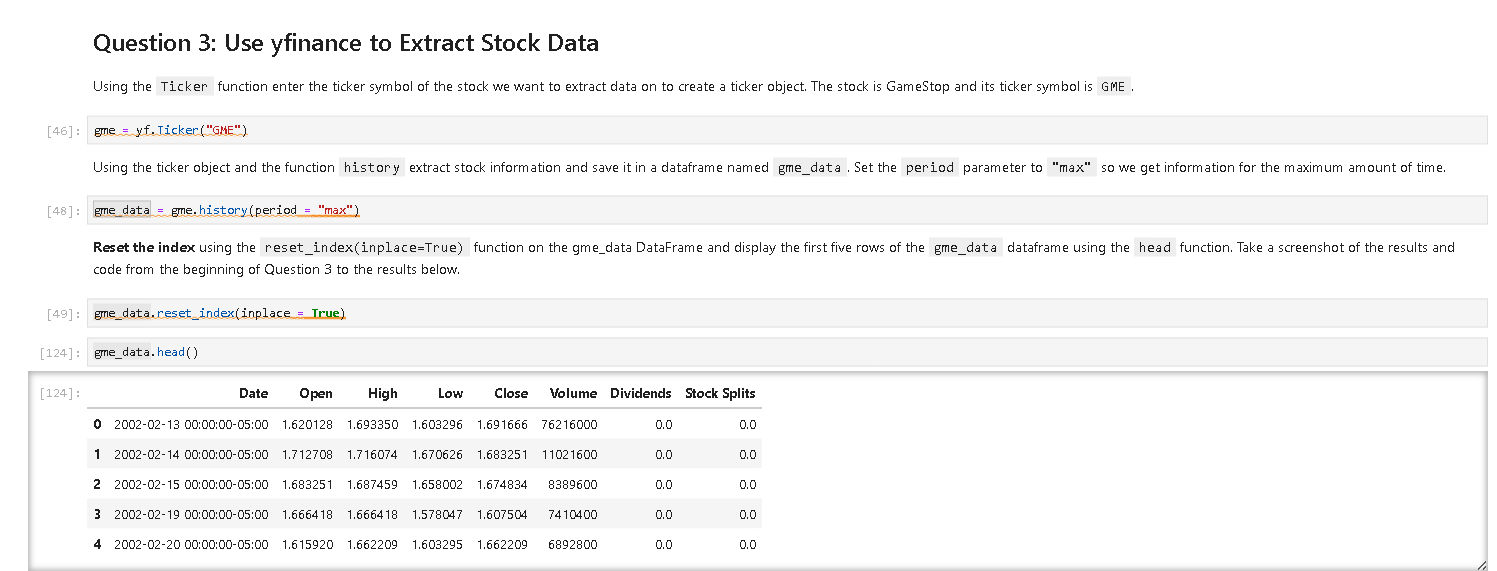 Question 3: Use yfinance to Extract Stock Data
Using the Ticker function enter the ticker symbol of the stock we want to extract data on to create a ticker object. The stock is GameStop and its ticker symbol is GME .
[46]: gme = yf.Ticker("GME")
Using the ticker object and the function history extract stock information and save it in a dataframe named gme_data . Set the period parameter to "max" so we get information for the maximum amount of time.
[48]: gme_data = gme.history(period = "max")
Reset the index using the reset_index(inplace=True) function on the gme_data DataFrame and display the first five rows of the gme_data dataframe using the head function. Take a screenshot of the results and
code from the beginning of Question 3 to the results below.
[49]: gme_data.reset_index(inplace = True)
[124]: gme_data.head()
[124]: Date Open High Low Close Volume Dividends Stock Splits
0 2002-02-13 00:00:00-05:00 1.620128 1.693350 1.603296 1.691666 76216000 0.0 0.0
1 2002-02-14 00:00:00-05:00 1.712708 1.716074 1.670626 1.683251 11021600 0.0 0.0
2 2002-02-15 00:00:00-05:00 1.683251 1.687459 1.658002 1.674834 8389600 0.0 0.0
3 2002-02-19 00:00:00-05:00 1.666418 1.666418 1.578047 1.607504 7410400 0.0 0.0
4 2002-02-20 00:00:00-05:00 1.615920 1.662209 1.603295 1.662209 6892800 0.0 0.0